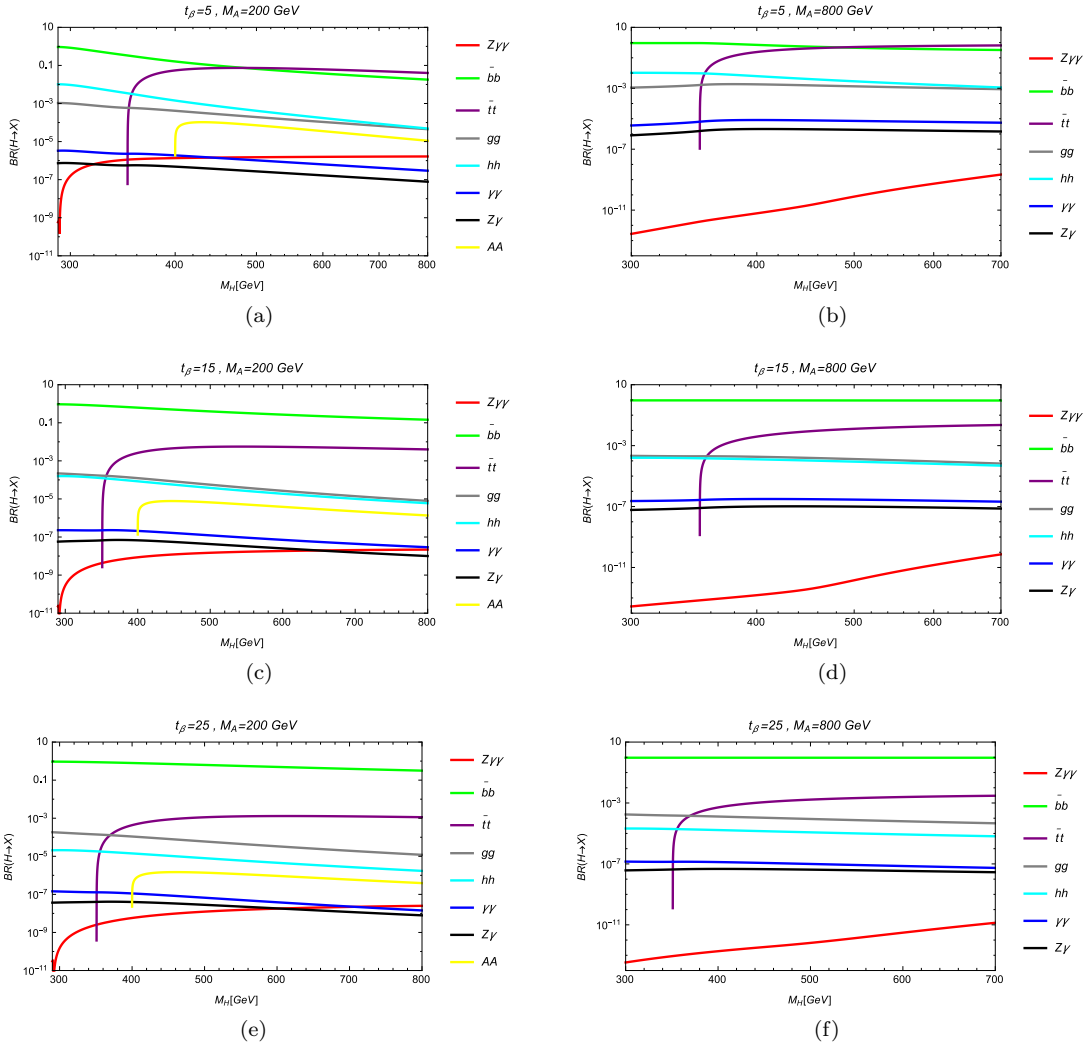 t_β=5 , M_A=200 GeV
10
0.1
10^−3
10^−5
10^−7
10^−9
10^−11
BR(H→X)
300 400 500 600 700 800
M_H[GeV]
Zγγ
b̄b
t̄t
gg
hh
γγ
Zγ
AA
(a)
t_β=5 , M_A=800 GeV
10
0.1
10^−3
10^−5
10^−7
10^−9
10^−11
BR(H→X)
300 400 500 600 700
M_H[GeV]
Zγγ
b̄b
t̄t
gg
hh
γγ
Zγ
(b)
t_β=15 , M_A=200 GeV
10
0.1
10^−3
10^−5
10^−7
10^−9
10^−11
BR(H→X)
300 400 500 600 700 800
M_H[GeV]
Zγγ
b̄b
t̄t
gg
hh
γγ
Zγ
AA
(c)
t_β=15 , M_A=800 GeV
10
10^−3
10^−7
10^−11
BR(H→X)
300 400 500 600 700
M_H[GeV]
Zγγ
b̄b
t̄t
gg
hh
γγ
Zγ
(d)
t_β=25 , M_A=200 GeV
10
0.1
10^−3
10^−5
10^−7
10^−9
10^−11
BR(H→X)
300 400 500 600 700 800
M_H[GeV]
Zγγ
b̄b
t̄t
gg
hh
γγ
Zγ
AA
(e)
t_β=25 , M_A=800 GeV
10
10^−3
10^−7
10^−11
BR(H→X)
300 400 500 600 700
M_H[GeV]
Zγγ
b̄b
t̄t
gg
hh
γγ
Zγ
(f)